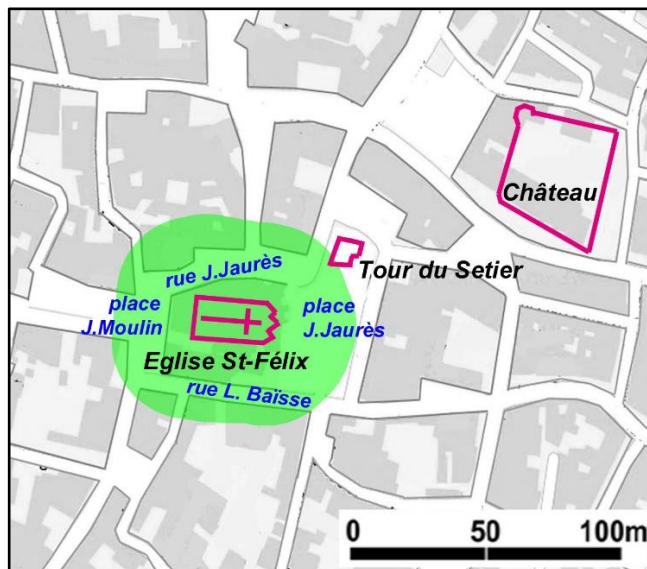 Château
rue J.Jaurès
Tour du Setier
place
J.Moulin
place
J.Jaurès
Eglise St-Félix
rue L. Baïsse
0 50 100m